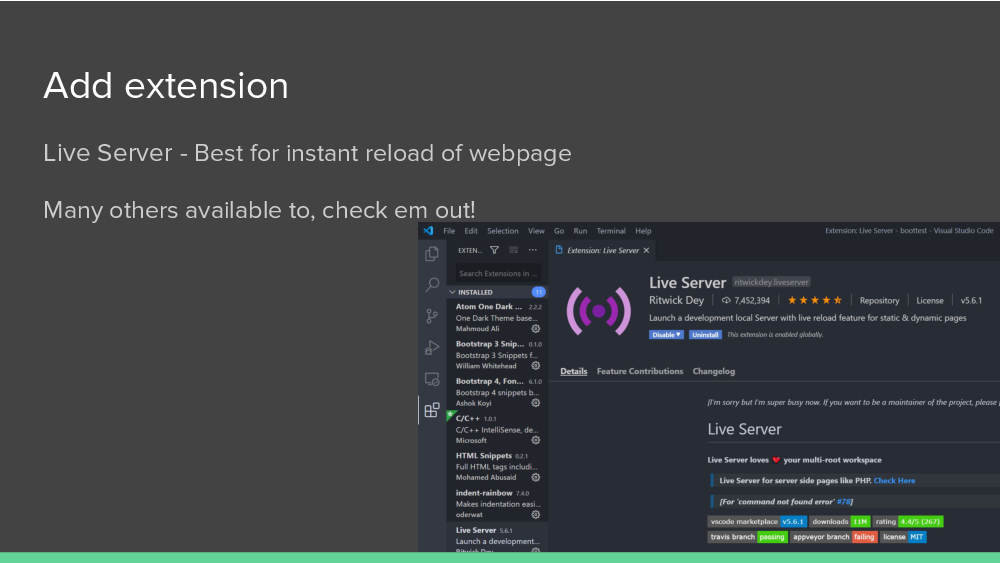 Add extension
Live Server - Best for instant reload of webpage
Many others available to, check em out!
File Edit Selection View Go Run Terminal Help
Extension: Live Server - boottest - Visual Studio Code
EXTEN...
Extension: Live Server
Search Extensions in ...
INSTALLED 11
Atom One Dark ... 2.2.2
One Dark Theme base...
Mahmoud Ali
Bootstrap 3 Snip... 0.1.0
Bootstrap 3 Snippets f...
William Whitehead
Bootstrap 4, Fon... 6.1.0
Bootstrap 4 snippets b...
Ashok Koyi
C/C++ 1.0.1
C/C++ IntelliSense, de...
Microsoft
HTML Snippets 0.2.1
Full HTML tags includi...
Mohamed Abusaid
indent-rainbow 7.4.0
Makes indentation easi...
oderwat
Live Server 5.6.1
Launch a development...
Ritwick Dey
Live Server ritwickdey.liveserver
Ritwick Dey 7,452,394 Repository License v5.6.1
Launch a development local Server with live reload feature for static & dynamic pages
Disable Uninstall This extension is enabled globally.
Details Feature Contributions Changelog
[I'm sorry but I'm super busy now. If you want to be a maintainer of the project, please
Live Server
Live Server loves ❤ your multi-root workspace
Live Server for server side pages like PHP. Check Here
[For 'command not found error' #78]
vscode marketplace v5.6.1 downloads 11M rating 4.4/5 (267)
travis branch passing appveyor branch failing license MIT